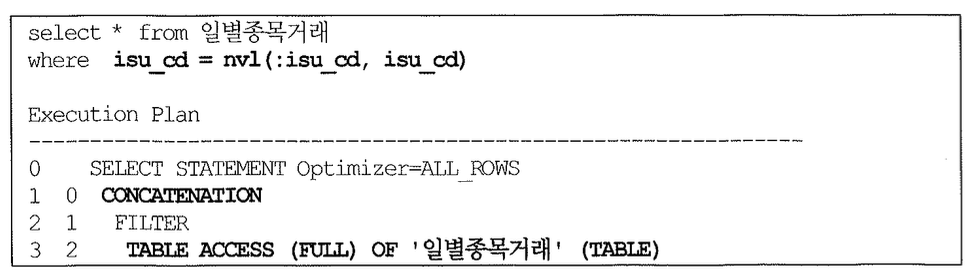 select * from 일별종목거래
where isu_cd = nvl(:isu_cd, isu_cd)
Execution Plan
-------------------------------------------------------------
0 SELECT STATEMENT Optimizer=ALL_ROWS
1 0 CONCATENATION
2 1 FILTER
3 2 TABLE ACCESS (FULL) OF '일별종목거래' (TABLE)